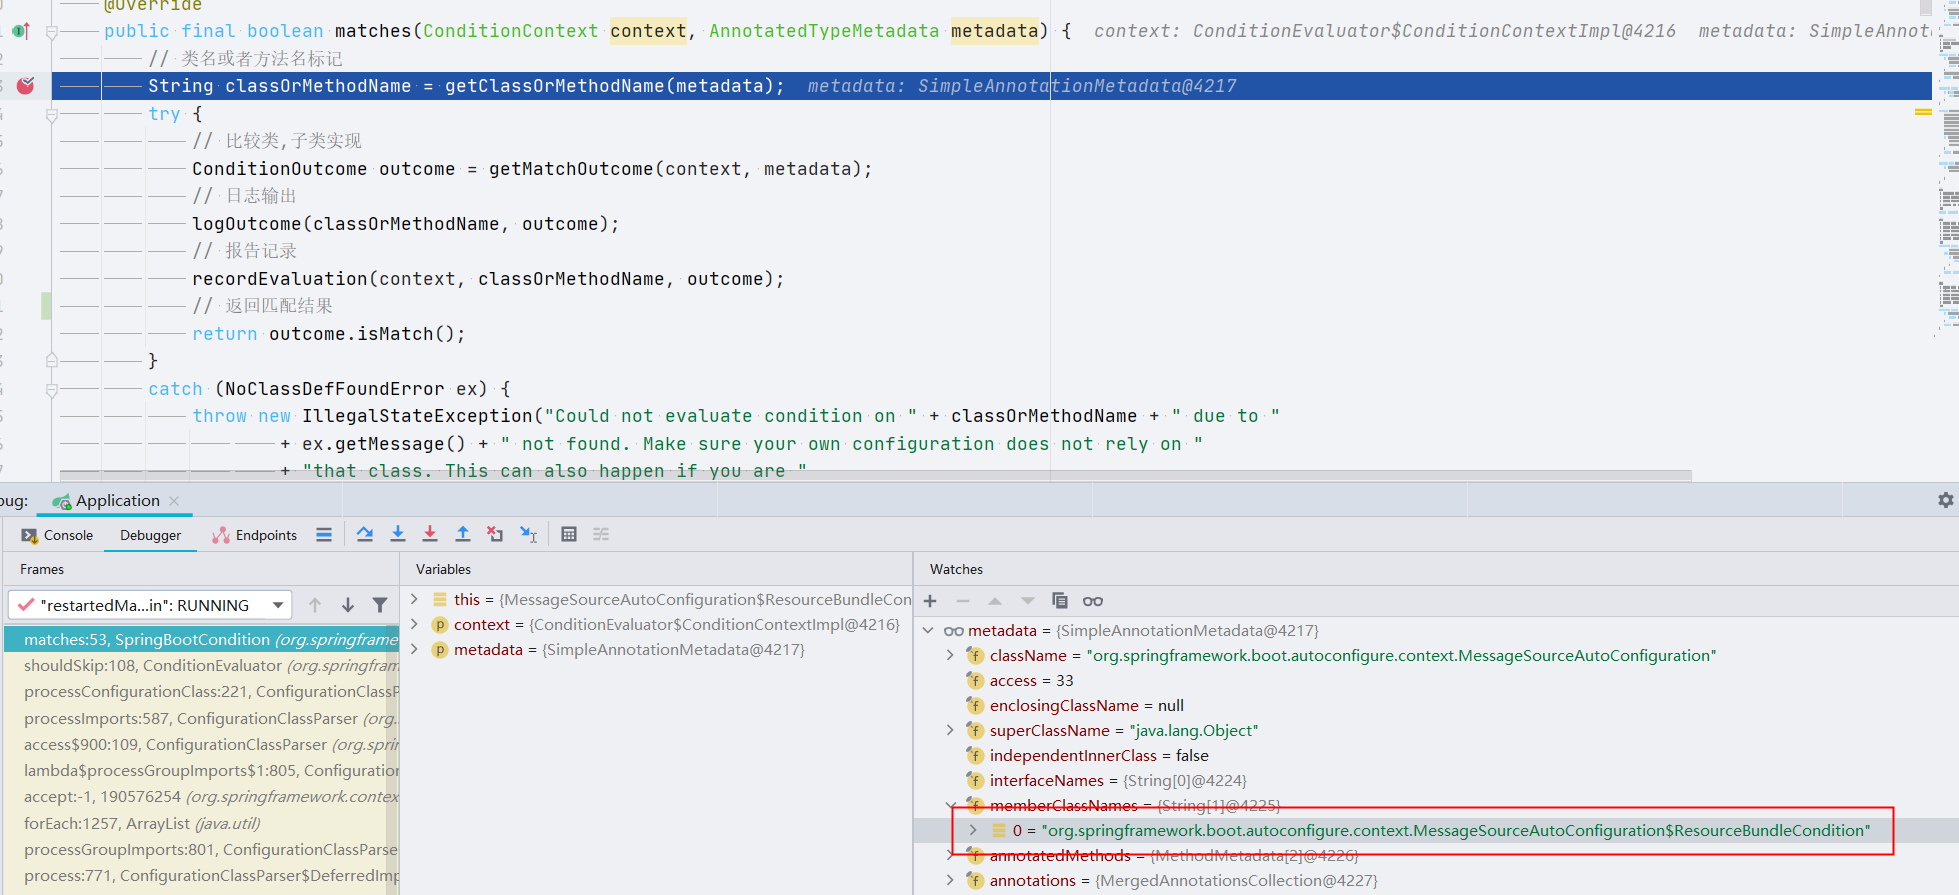 @Override
public final boolean matches(ConditionContext context, AnnotatedTypeMetadata metadata) { context: ConditionEvaluator$ConditionContextImpl@4216 metadata: SimpleAnnot
// 类名或者方法名标记
String classOrMethodName = getClassOrMethodName(metadata); metadata: SimpleAnnotationMetadata@4217
try {
// 比较类,子类实现
ConditionOutcome outcome = getMatchOutcome(context, metadata);
// 日志输出
logOutcome(classOrMethodName, outcome);
// 报告记录
recordEvaluation(context, classOrMethodName, outcome);
// 返回匹配结果
return outcome.isMatch();
}
catch (NoClassDefFoundError ex) {
throw new IllegalStateException("Could not evaluate condition on " + classOrMethodName + " due to "
+ ex.getMessage() + " not found. Make sure your own configuration does not rely on "
+ "that class. This can also happen if you are "
bug: Application
Console Debugger Endpoints
Frames
"restartedMa...in": RUNNING
matches:53, SpringBootCondition (org.springframe
shouldSkip:108, ConditionEvaluator (org.springfram
processConfigurationClass:221, ConfigurationClassP
processImports:587, ConfigurationClassParser (org.
access$900:109, ConfigurationClassParser (org.sprin
lambda$processGroupImports$1:805, Configuration
accept:-1, 190576254 (org.springframework.contex
forEach:1257, ArrayList (java.util)
processGroupImports:801, ConfigurationClassParse
process:771, ConfigurationClassParser$DeferredImp
Variables
this = {MessageSourceAutoConfiguration$ResourceBundleCon
context = {ConditionEvaluator$ConditionContextImpl@4216}
metadata = {SimpleAnnotationMetadata@4217}
Watches
metadata = {SimpleAnnotationMetadata@4217}
className = "org.springframework.boot.autoconfigure.context.MessageSourceAutoConfiguration"
access = 33
enclosingClassName = null
superClassName = "java.lang.Object"
independentInnerClass = false
interfaceNames = {String[0]@4224}
memberClassNames = {String[1]@4225}
0 = "org.springframework.boot.autoconfigure.context.MessageSourceAutoConfiguration$ResourceBundleCondition"
annotatedMethods = {MethodMetadata[2]@4226}
annotations = {MergedAnnotationsCollection@4227}